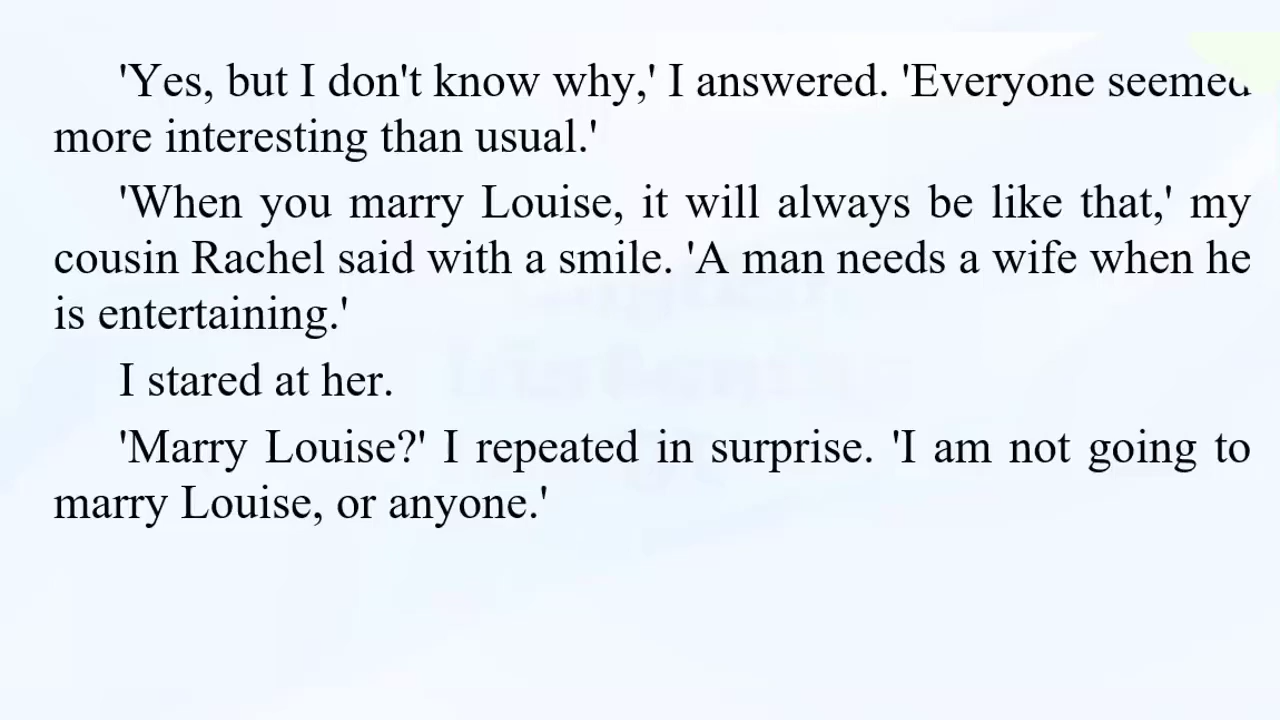 'Yes, but I don't know why,' I answered. 'Everyone seemed
more interesting than usual.'
'When you marry Louise, it will always be like that,' my
cousin Rachel said with a smile. 'A man needs a wife when he
is entertaining.'
I stared at her.
'Marry Louise?' I repeated in surprise. 'I am not going to
marry Louise, or anyone.'